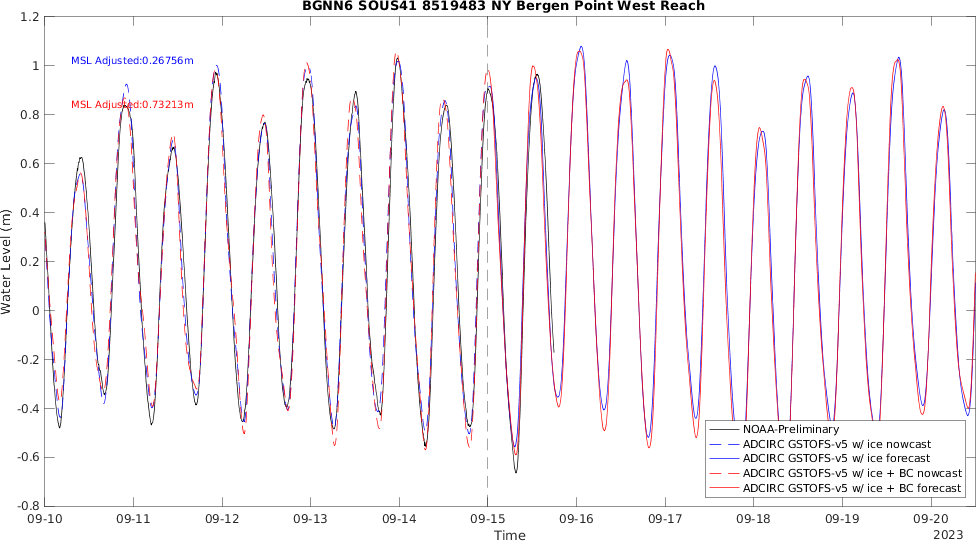 BGNN6 SOUS41 8519483 NY Bergen Point West Reach
1.2
1
0.8
0.6
0.4
0.2
0
-0.2
-0.4
-0.6
-0.8
Water Level (m)
MSL Adjusted:0.26756m
MSL Adjusted:0.73213m
NOAA-Preliminary
ADCIRC GSTOFS-v5 w/ ice nowcast
ADCIRC GSTOFS-v5 w/ ice forecast
ADCIRC GSTOFS-v5 w/ ice + BC nowcast
ADCIRC GSTOFS-v5 w/ ice + BC forecast
09-10 09-11 09-12 09-13 09-14 09-15 09-16 09-17 09-18 09-19 09-20
Time
2023